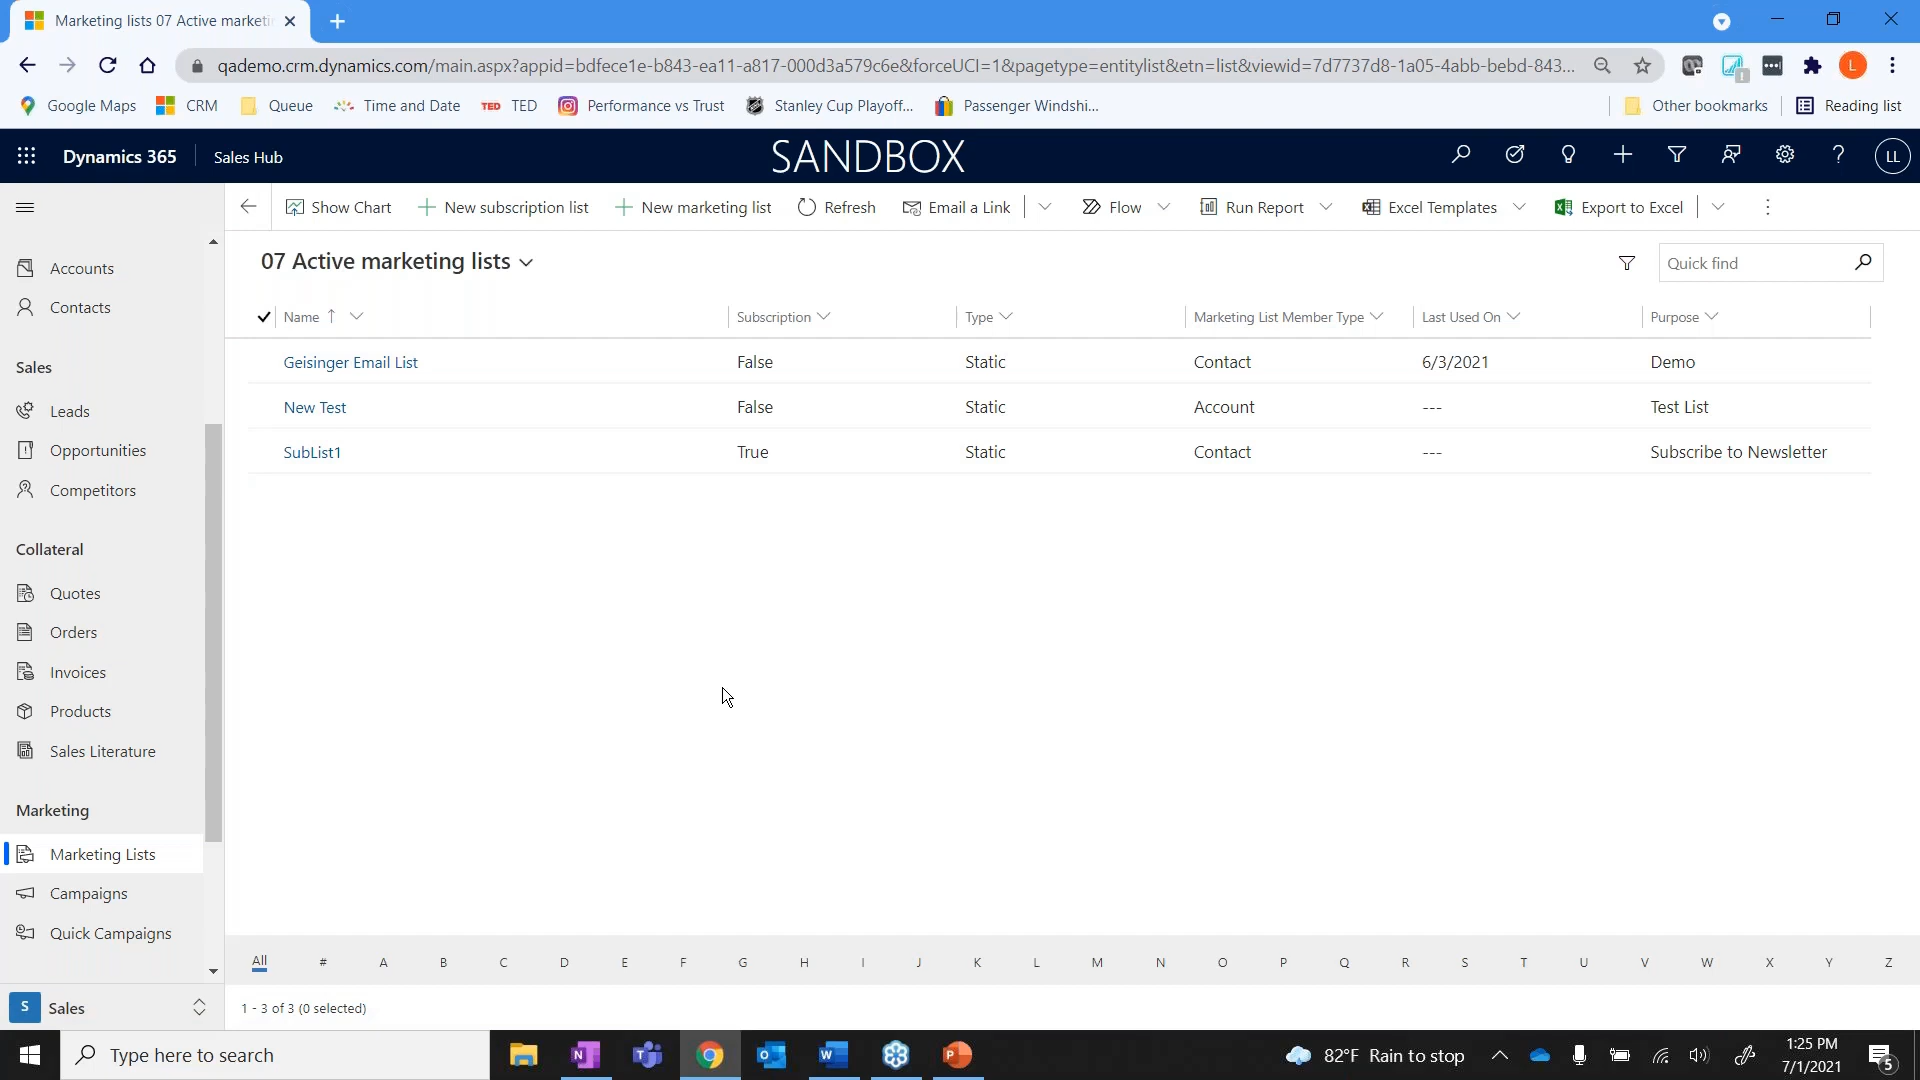 Marketing lists 07 Active marketi
qademo.crm.dynamics.com/main.aspx?appid=bdfece1e-b843-ea11-a817-000d3a579c6e&forceUCI=1&pagetype=entitylist&etn=list&viewid=7d7737d8-1a05-4abb-bebd-843...
L
Google Maps CRM Queue Time and Date TED TED Performance vs Trust Stanley Cup Playoff... Passenger Windshi... Other bookmarks Reading list
Dynamics 365 Sales Hub SANDBOX ? LL
Show Chart New subscription list New marketing list Refresh Email a Link Flow Run Report Excel Templates Export to Excel
07 Active marketing lists
Quick find
Name Subscription Type Marketing List Member Type Last Used On Purpose
Geisinger Email List False Static Contact 6/3/2021 Demo
New Test False Static Account --- Test List
SubList1 True Static Contact --- Subscribe to Newsletter
Accounts
Contacts
Sales
Leads
Opportunities
Competitors
Collateral
Quotes
Orders
Invoices
Products
Sales Literature
Marketing
Marketing Lists
Campaigns
Quick Campaigns
All # A B C D E F G H I J K L M N O P Q R S T U V W X Y Z
S Sales
1 - 3 of 3 (0 selected)
Type here to search
82°F Rain to stop
1:25 PM
7/1/2021
5